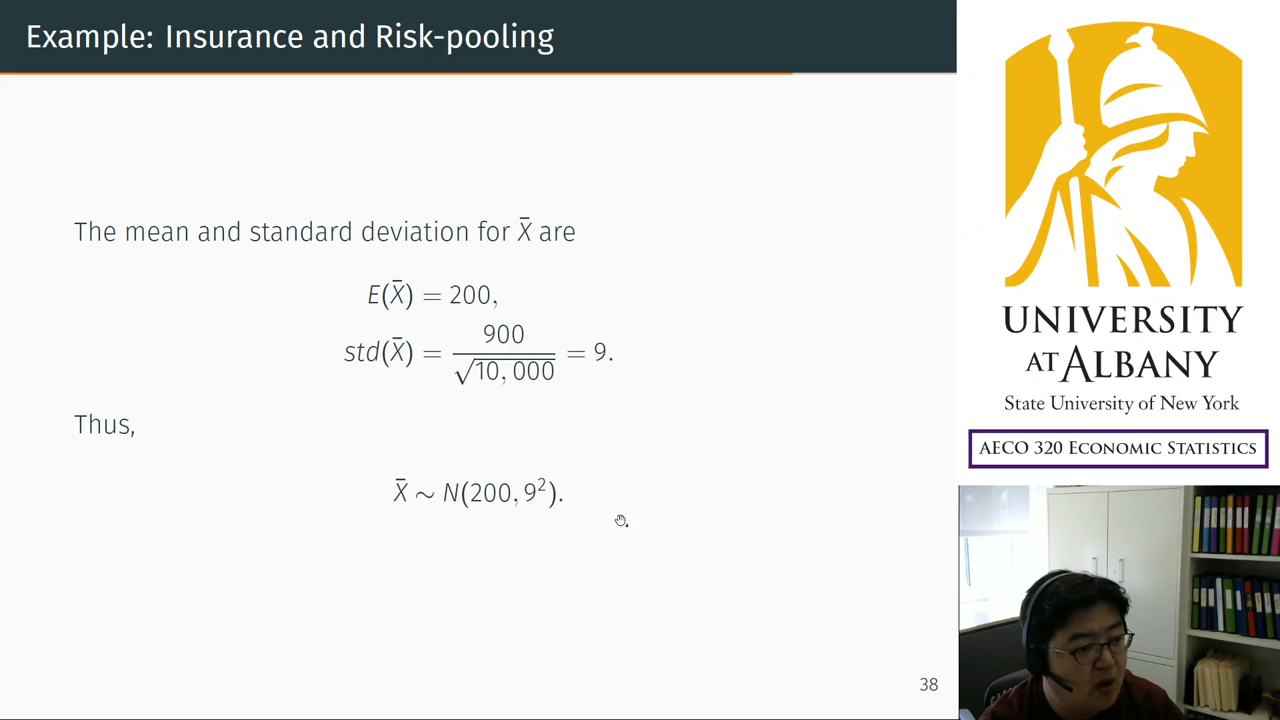 Example: Insurance and Risk-pooling
The mean and standard deviation for X̄ are
E(X̄) = 200,
std(X̄) = 900 / √10,000 = 9.
Thus,
X̄ ∼ N(200, 9²).
38
UNIVERSITY
AT ALBANY
State University of New York
AECO 320 ECONOMIC STATISTICS